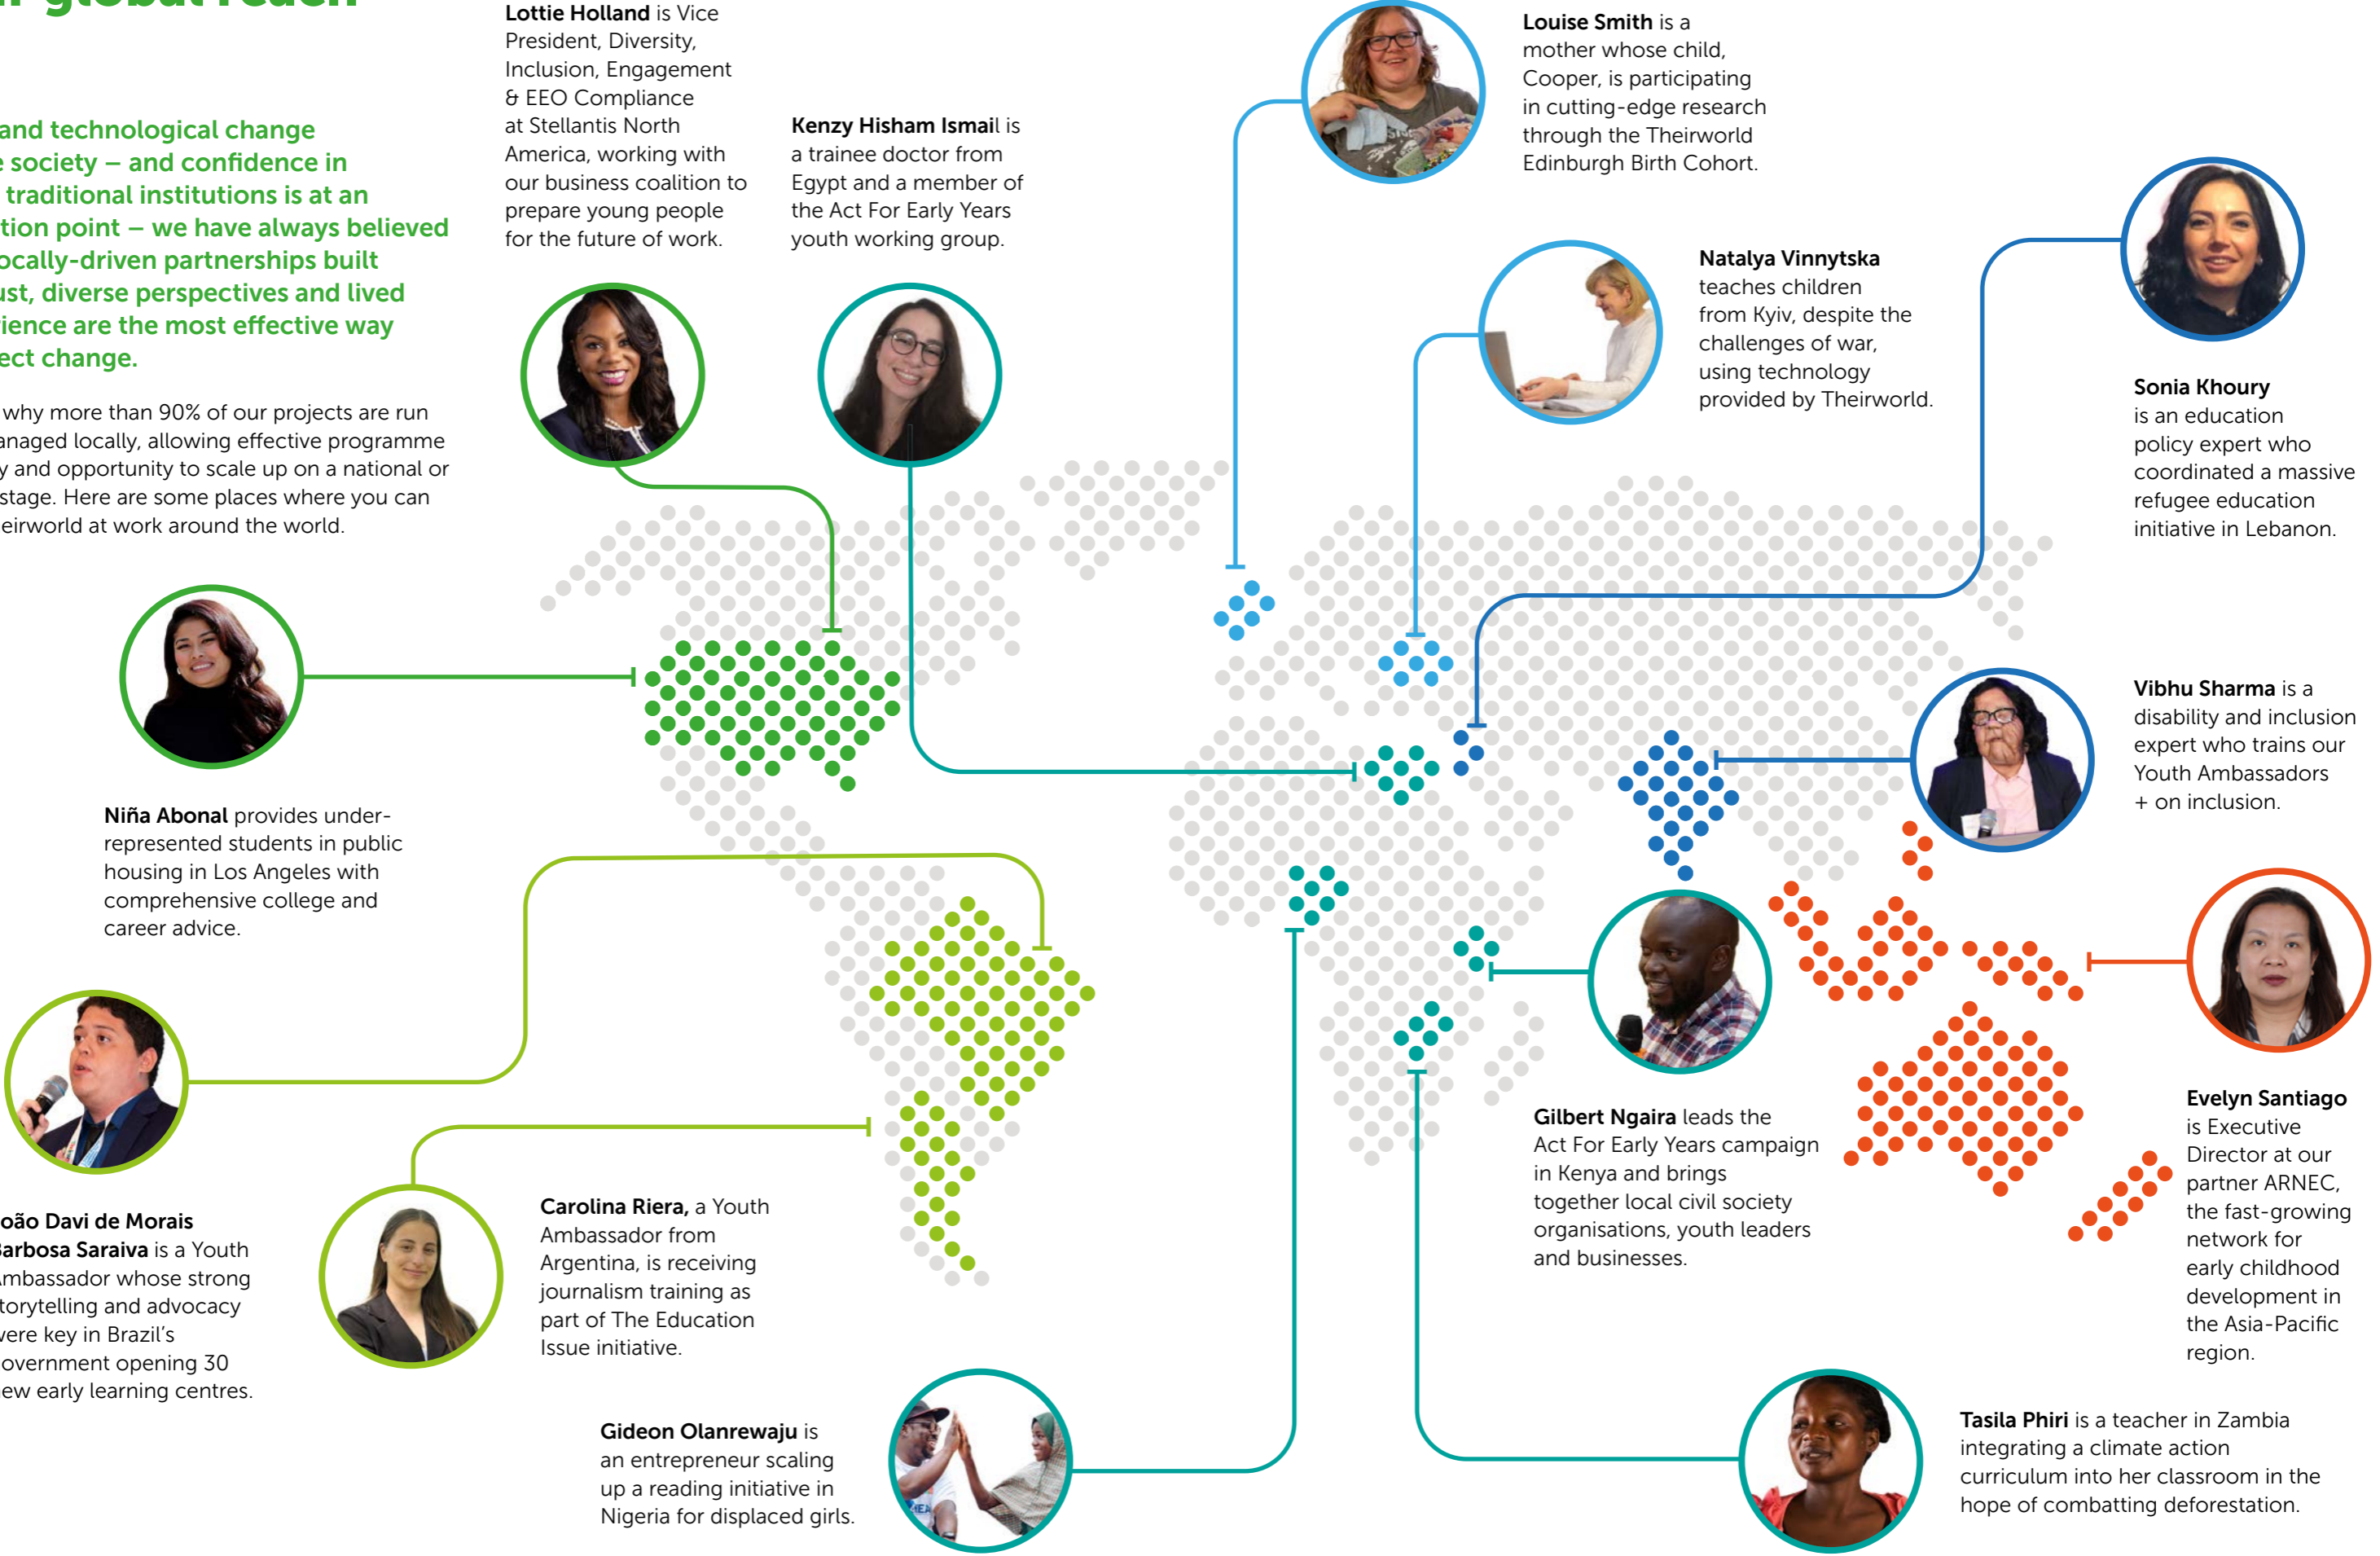 global reach
and technological change
society – and confidence in
traditional institutions is at an
point – we have always believed
locally-driven partnerships built
diverse perspectives and lived
are the most effective way
change.
why more than 90% of our projects are run
locally, allowing effective programme
and opportunity to scale up on a national or
stage. Here are some places where you can
at work around the world.
Lottie Holland is Vice
President, Diversity,
Inclusion, Engagement
& EEO Compliance
at Stellantis North
America, working with
our business coalition to
prepare young people
for the future of work.
Kenzy Hisham Ismail is
a trainee doctor from
Egypt and a member of
the Act For Early Years
youth working group.
Louise Smith is a
mother whose child,
Cooper, is participating
in cutting-edge research
through the Theirworld
Edinburgh Birth Cohort.
Natalya Vinnytska
teaches children
from Kyiv, despite the
challenges of war,
using technology
provided by Theirworld.
Sonia Khoury
is an education
policy expert who
coordinated a massive
refugee education
initiative in Lebanon.
Niña Abonal provides under-
represented students in public
housing in Los Angeles with
comprehensive college and
career advice.
Vibhu Sharma is a
disability and inclusion
expert who trains our
Youth Ambassadors
+ on inclusion.
João Davi de Morais
Barbosa Saraiva is a Youth
Ambassador whose strong
storytelling and advocacy
were key in Brazil's
government opening 30
new early learning centres.
Carolina Riera, a Youth
Ambassador from
Argentina, is receiving
journalism training as
part of The Education
Issue initiative.
Gilbert Ngaira leads the
Act For Early Years campaign
in Kenya and brings
together local civil society
organisations, youth leaders
and businesses.
Evelyn Santiago
is Executive
Director at our
partner ARNEC,
the fast-growing
network for
early childhood
development in
the Asia-Pacific
region.
Gideon Olanrewaju is
an entrepreneur scaling
up a reading initiative in
Nigeria for displaced girls.
Tasila Phiri is a teacher in Zambia
integrating a climate action
curriculum into her classroom in the
hope of combatting deforestation.